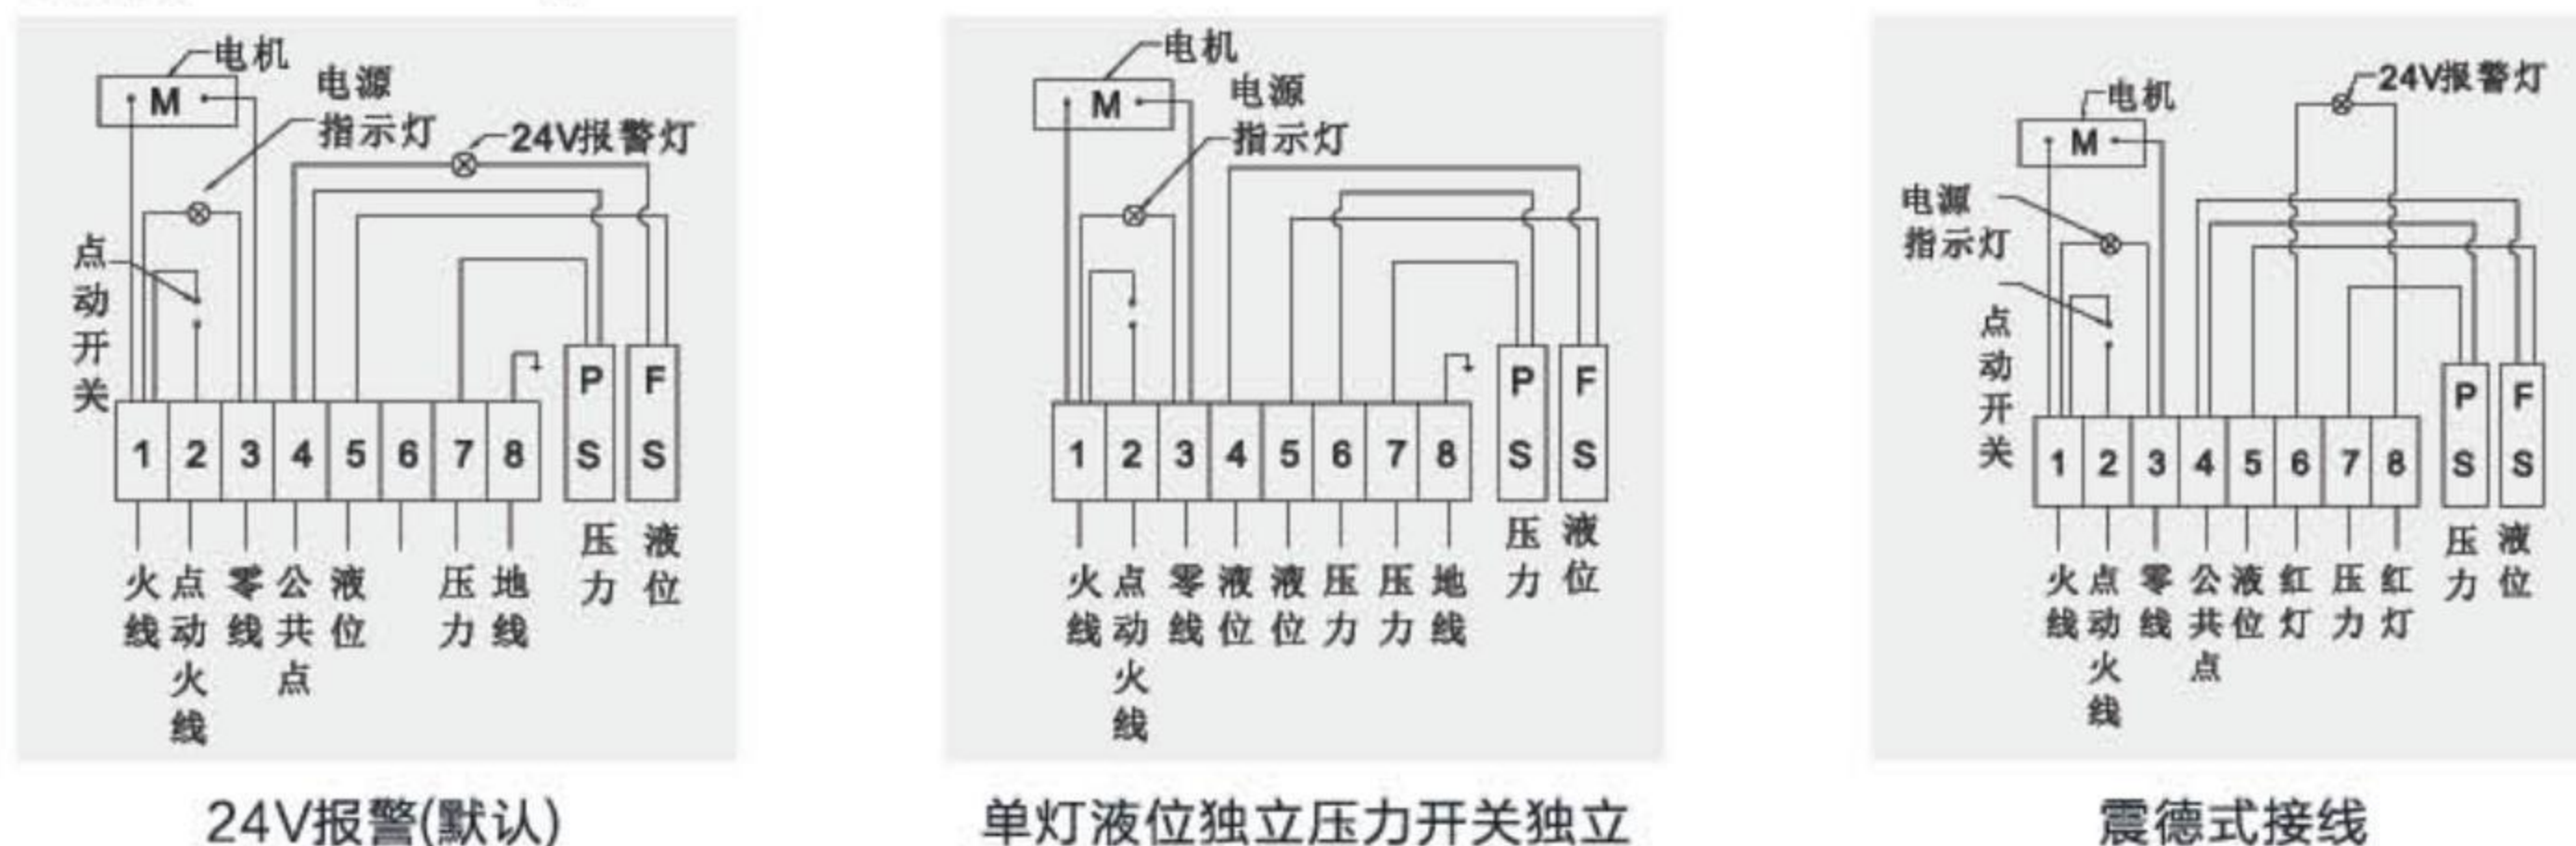 电机
M
电源
指示灯
24V报警灯
点动开关
1 2 3 4 5 6 7 8
PS
FS
压力
液位
火线
点动火线
零线
公共点
液位
压力
地线
24V报警(默认)
电机
M
电源
指示灯
1 2 3 4 5 6 7 8
PS
FS
压力
液位
火线
点动火线
零线
液位
液位
压力
压力
地线
单灯液位独立压力开关独立
24V报警灯
电机
M
电源
指示灯
点动开关
1 2 3 4 5 6 7 8
PS
FS
压力
液位
火线
点动火线
零线
公共点
液位
红灯
压力
红灯
震德式接线